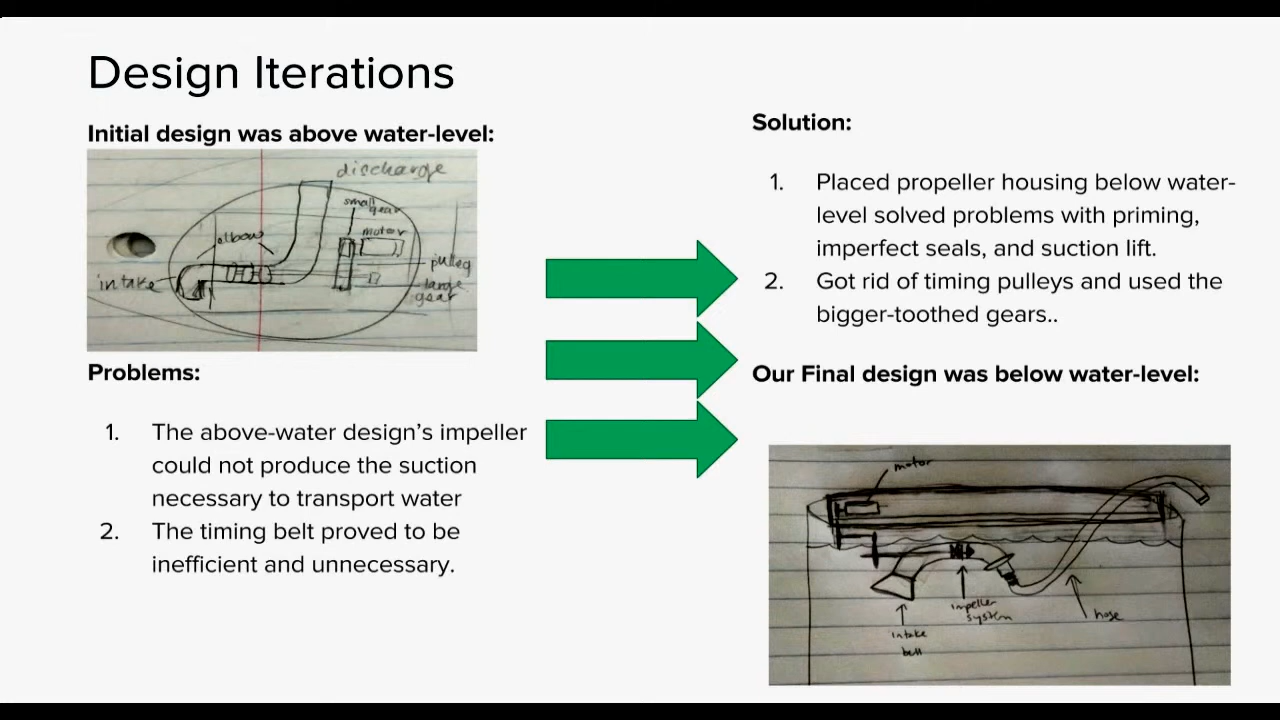 Design Iterations
Initial design was above water-level:
discharge
small
gear
elbow
motor
pulley
intake
large
gear
Problems:
1. The above-water design’s impeller
could not produce the suction
necessary to transport water
2. The timing belt proved to be
inefficient and unnecessary.
Solution:
1. Placed propeller housing below water-
level solved problems with priming,
imperfect seals, and suction lift.
2. Got rid of timing pulleys and used the
bigger-toothed gears..
Our Final design was below water-level:
motor
impeller
system
hose
intake
bell